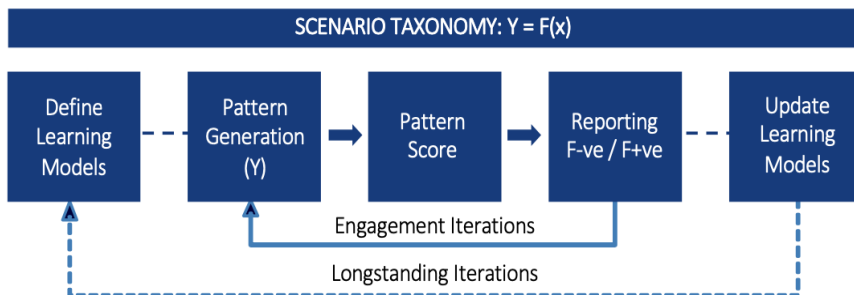 SCENARIO TAXONOMY: Y = F(x)
Define
Learning
Models
Pattern
Generation
(Y)
Pattern
Score
Reporting
F-ve / F+ve
Update
Learning
Models
Engagement Iterations
Longstanding Iterations